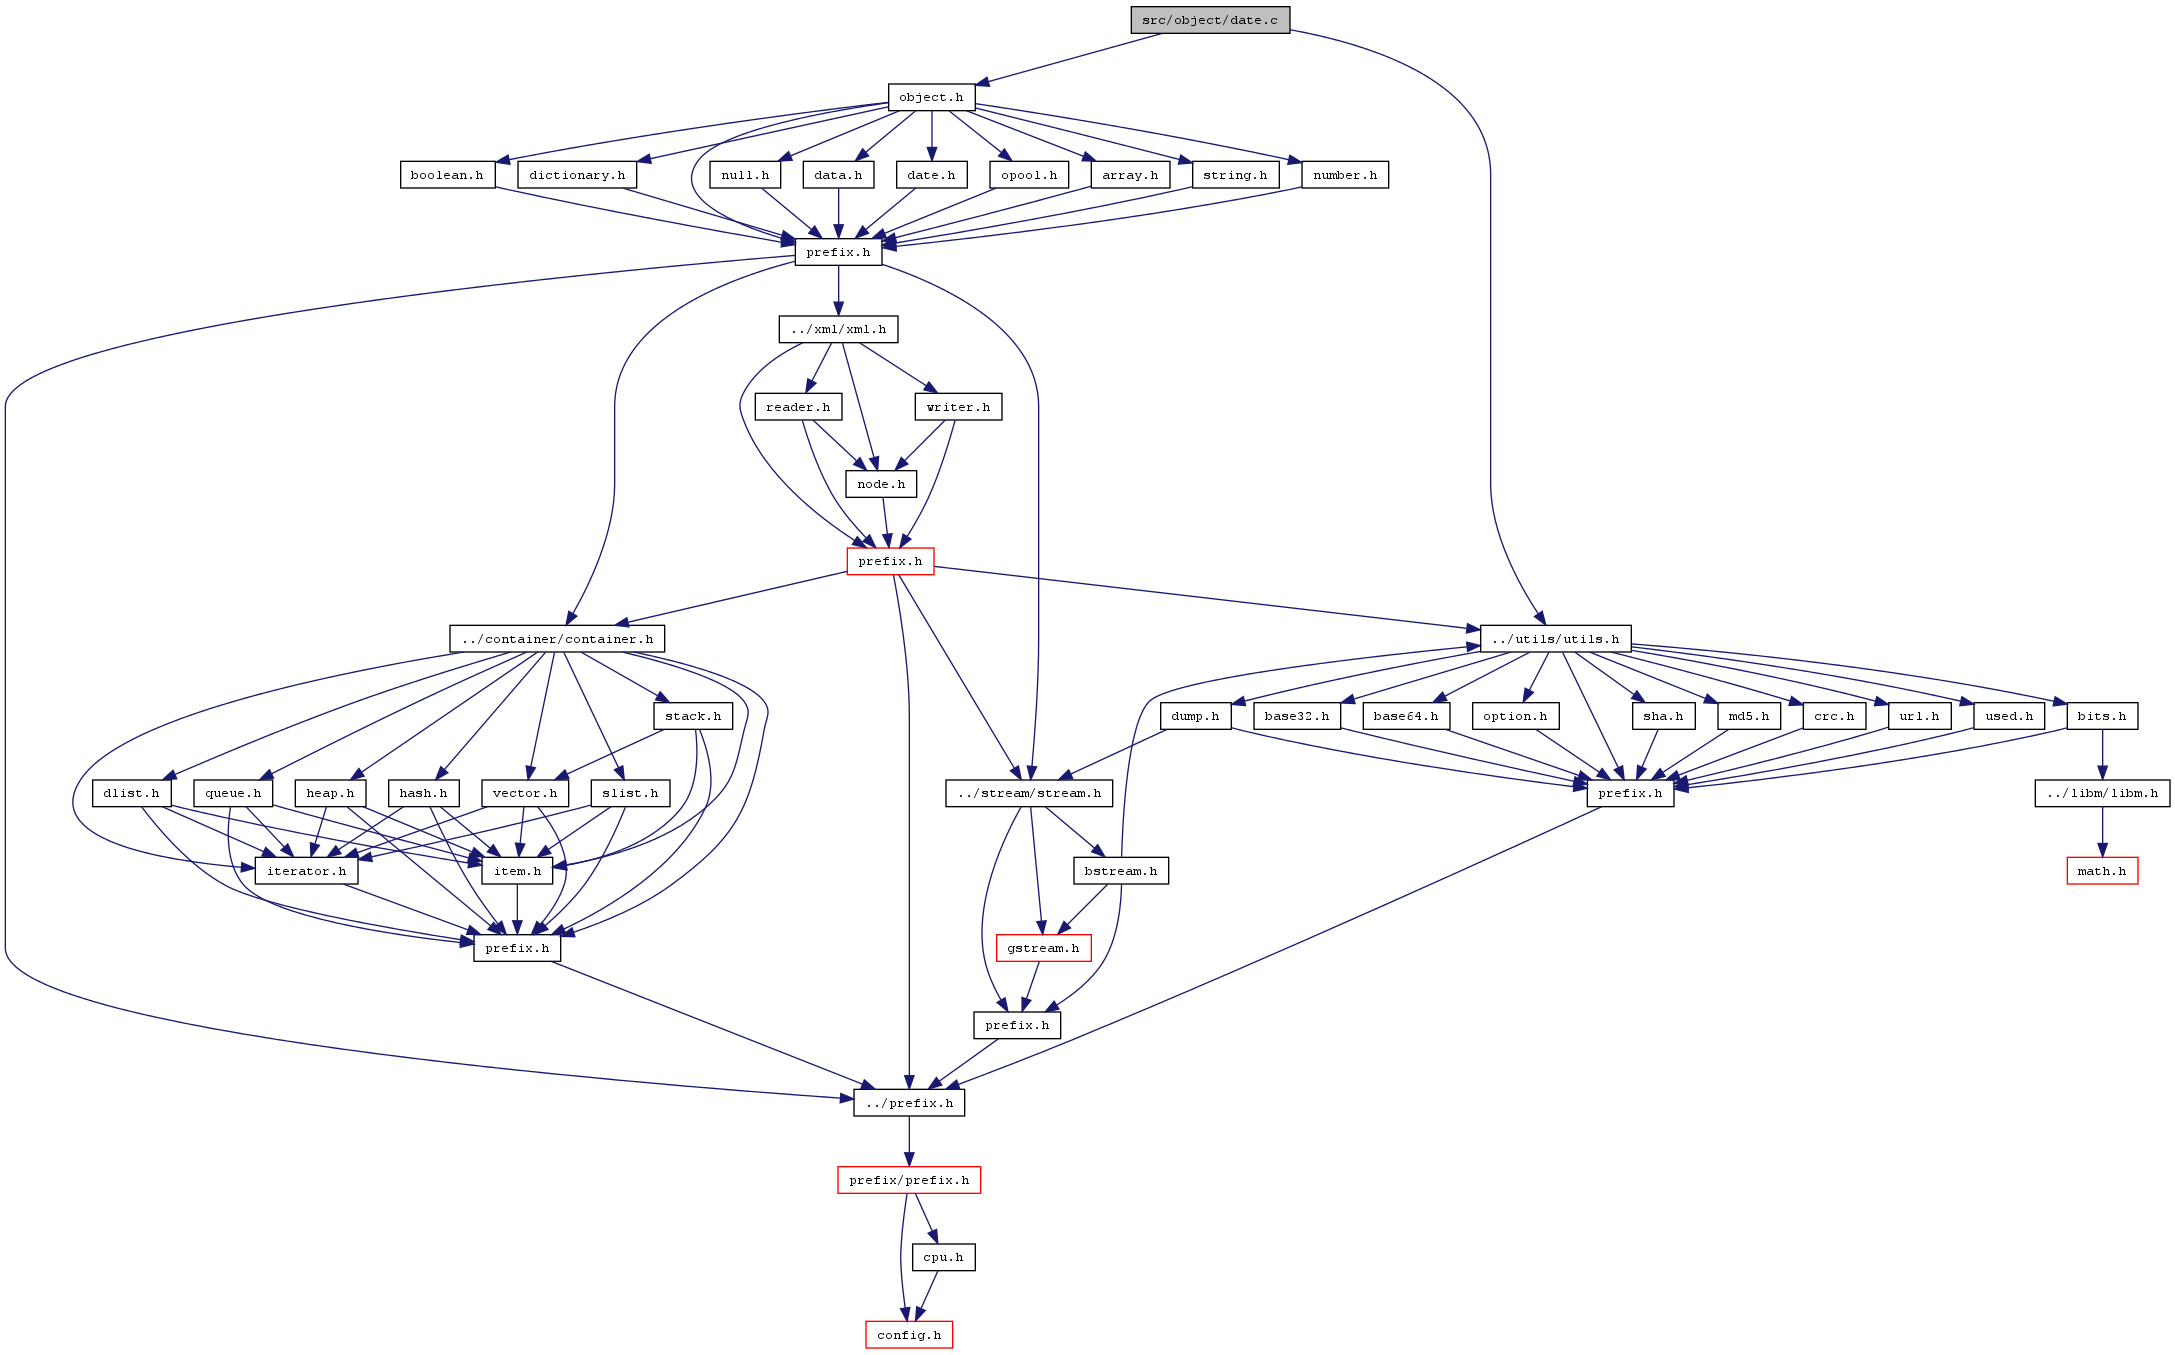 src/object/date.c
object.h
boolean.h
dictionary.h
null.h
data.h
date.h
opool.h
array.h
string.h
number.h
prefix.h
../xml/xml.h
reader.h
writer.h
node.h
prefix.h
../container/container.h
../utils/utils.h
stack.h
dump.h
base32.h
base64.h
option.h
sha.h
md5.h
crc.h
url.h
used.h
bits.h
dlist.h
queue.h
heap.h
hash.h
vector.h
slist.h
../stream/stream.h
prefix.h
../libm/libm.h
iterator.h
item.h
bstream.h
math.h
prefix.h
gstream.h
prefix.h
../prefix.h
prefix/prefix.h
cpu.h
config.h